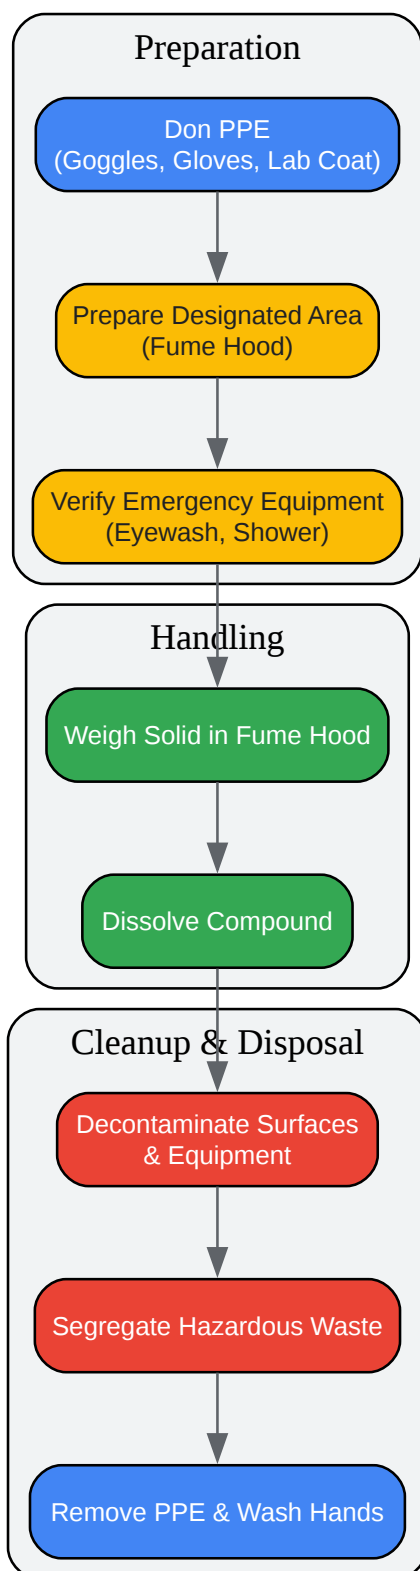 Preparation
Don PPE
(Goggles, Gloves, Lab Coat)
Prepare Designated Area
(Fume Hood)
Verify Emergency Equipment
(Eyewash, Shower)
Handling
Weigh Solid in Fume Hood
Dissolve Compound
Cleanup & Disposal
Decontaminate Surfaces
& Equipment
Segregate Hazardous Waste
Remove PPE & Wash Hands